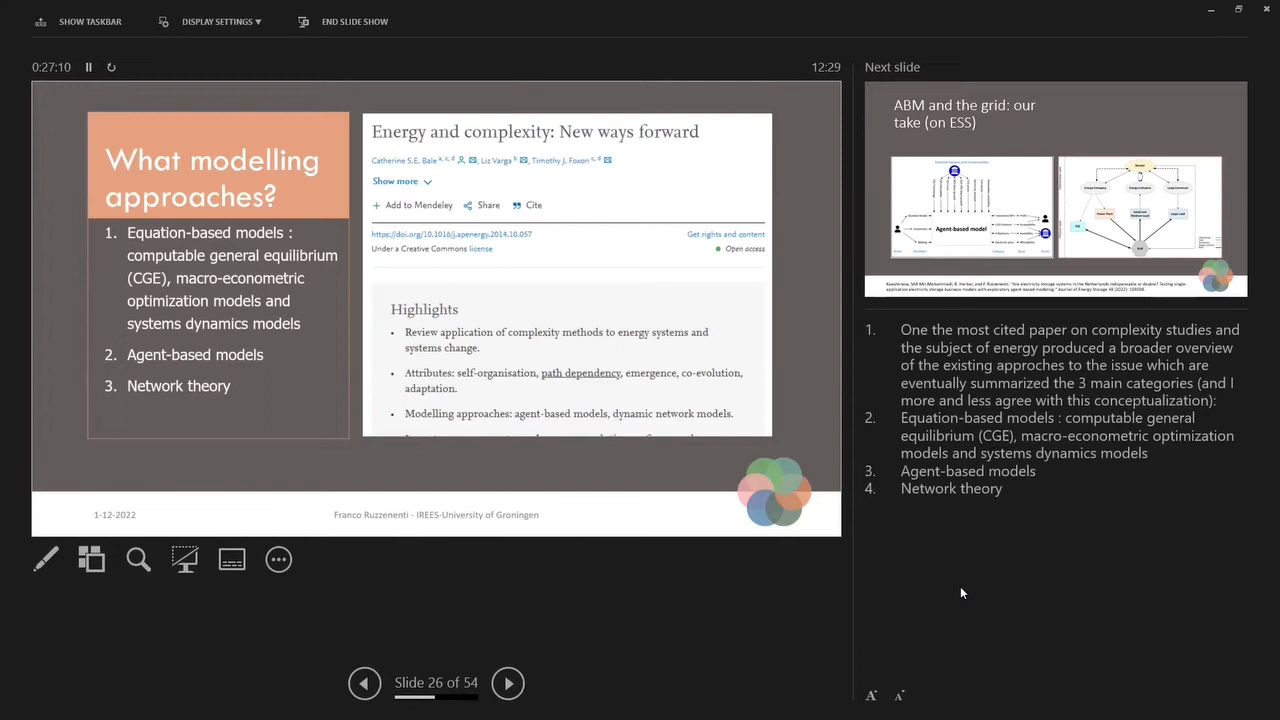 SHOW TASKBAR
DISPLAY SETTINGS ▼
END SLIDE SHOW
0:27:10
12:29
What modelling
approaches?
1. Equation-based models :
computable general equilibrium
(CGE), macro-econometric
optimization models and
systems dynamics models
2. Agent-based models
3. Network theory
Energy and complexity: New ways forward
Catherine S.E. Bale a, c, d, Liz Varga b, Timothy J. Foxon c, d
Show more
+ Add to Mendeley Share Cite
https://doi.org/10.1016/j.apenergy.2014.10.057 Get rights and content
Under a Creative Commons license • Open access
Highlights
• Review application of complexity methods to energy systems and
systems change.
• Attributes: self-organisation, path dependency, emergence, co-evolution,
adaptation.
• Modelling approaches: agent-based models, dynamic network models.
1-12-2022
Franco Ruzzenenti - IREES-University of Groningen
Slide 26 of 54
Next slide
ABM and the grid: our
take (on ESS)
Agent-based model
1. One the most cited paper on complexity studies and
the subject of energy produced a broader overview
of the existing approches to the issue which are
eventually summarized the 3 main categories (and I
more and less agree with this conceptualization):
2. Equation-based models : computable general
equilibrium (CGE), macro-econometric optimization
models and systems dynamics models
3. Agent-based models
4. Network theory
A A